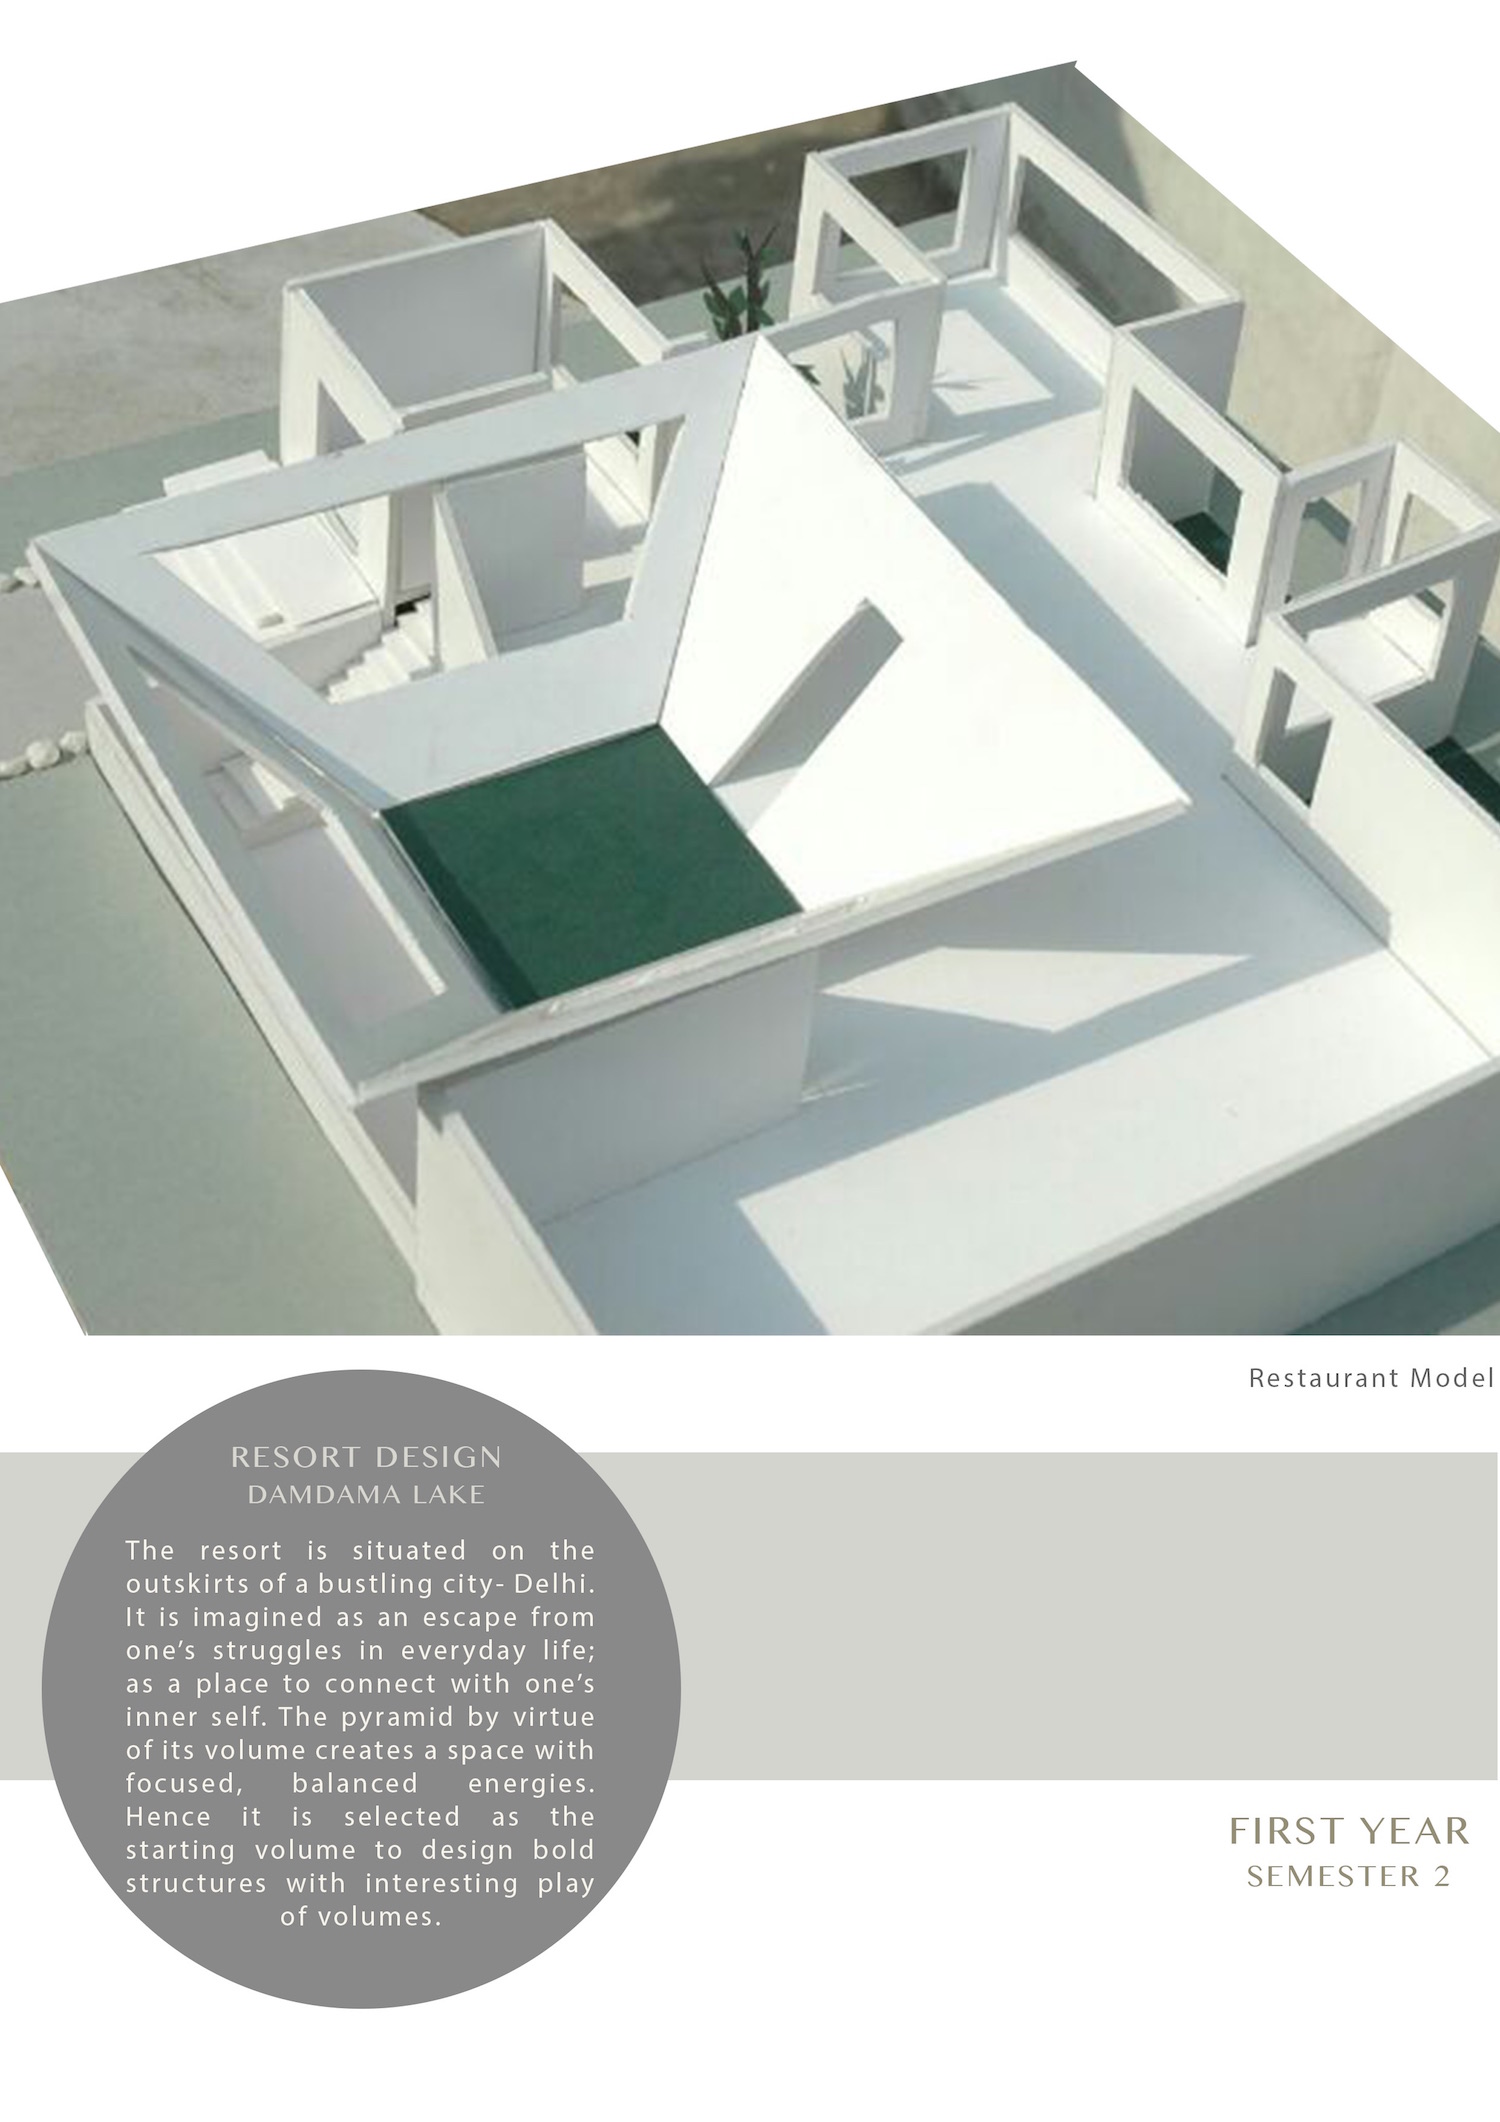 Restaurant Model
RESORT DESIGN
DAMDAMA LAKE
The resort is situated on the
outskirts of a bustling city- Delhi.
It is imagined as an escape from
one’s struggles in everyday life;
as a place to connect with one’s
inner self. The pyramid by virtue
of its volume creates a space with
focused, balanced energies.
Hence it is selected as the
starting volume to design bold
structures with interesting play
of volumes.
FIRST YEAR
SEMESTER 2